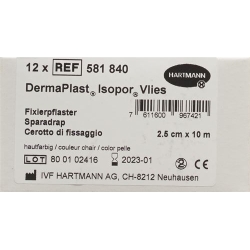 12 x REF 581 840
HARTMANN
DermaPlast® Isopor® Vlies
Fixierpflaster
Sparadrap
Cerotto di fissaggio
2.5 cm x 10 m
7 611600 967421
hautfarbig / couleur chair / color pelle
LOT 80 01 02416 2023-01
IVF HARTMANN AG, CH-8212 Neuhausen